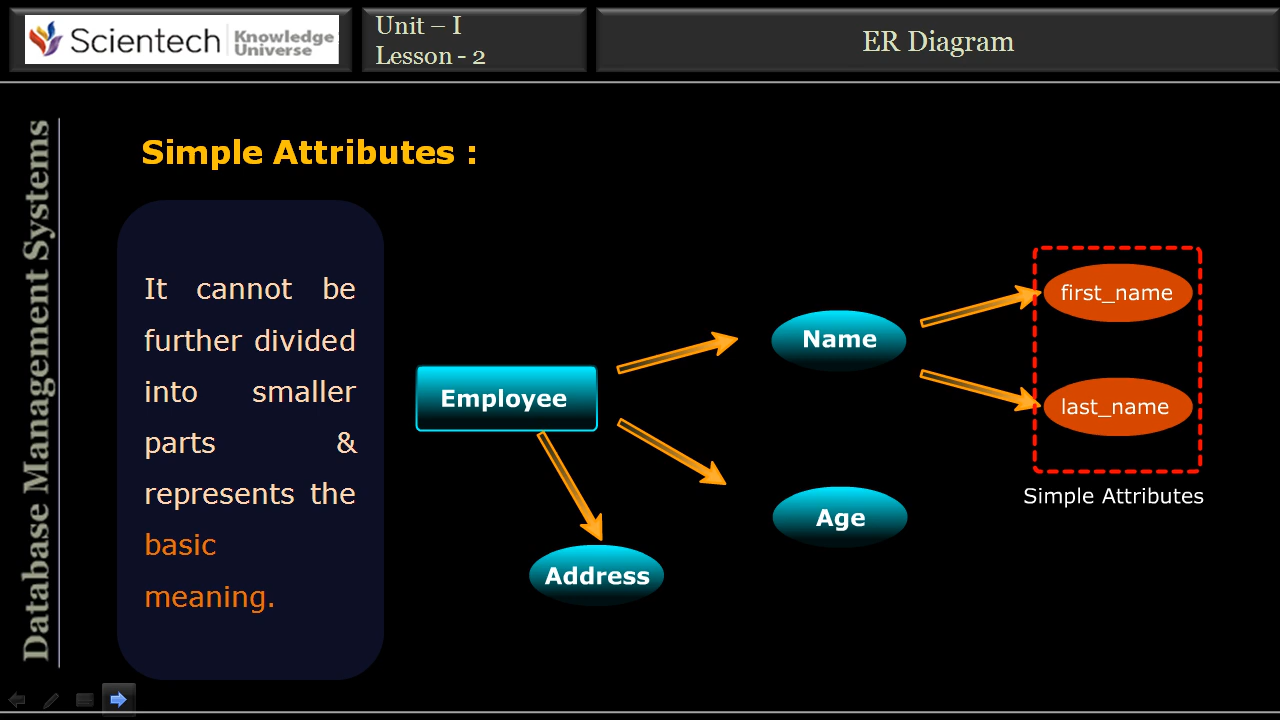 Scientech
Knowledge
Universe
Unit – I
Lesson - 2
ER Diagram
Database Management Systems
Simple Attributes :
It cannot be
further divided
into smaller
parts &
represents the
basic
meaning.
Employee
Name
Age
Address
first_name
last_name
Simple Attributes